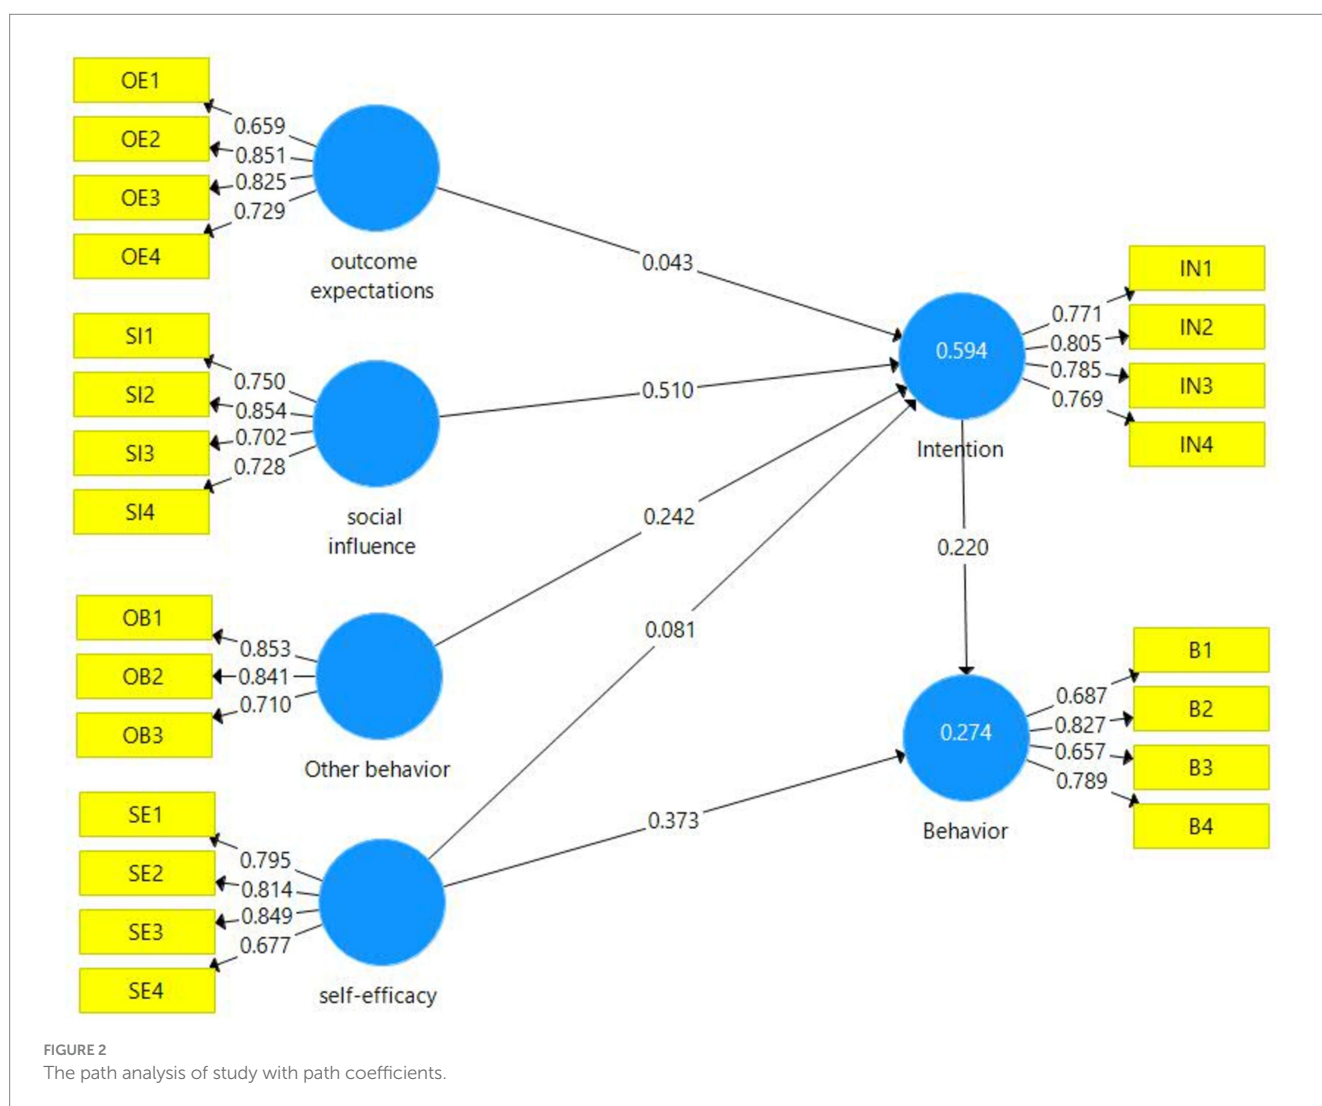 OE1
OE2
OE3
OE4
0.659
0.851
0.825
0.729
outcome
expectations
SI1
SI2
SI3
SI4
0.750
0.854
0.702
0.728
social
influence
OB1
OB2
OB3
0.853
0.841
0.710
Other behavior
SE1
SE2
SE3
SE4
0.795
0.814
0.849
0.677
self-efficacy
0.043
0.510
0.242
0.081
0.373
0.594
Intention
0.771
0.805
0.785
0.769
IN1
IN2
IN3
IN4
0.220
0.274
Behavior
0.687
0.827
0.657
0.789
B1
B2
B3
B4
FIGURE 2
The path analysis of study with path coefficients.